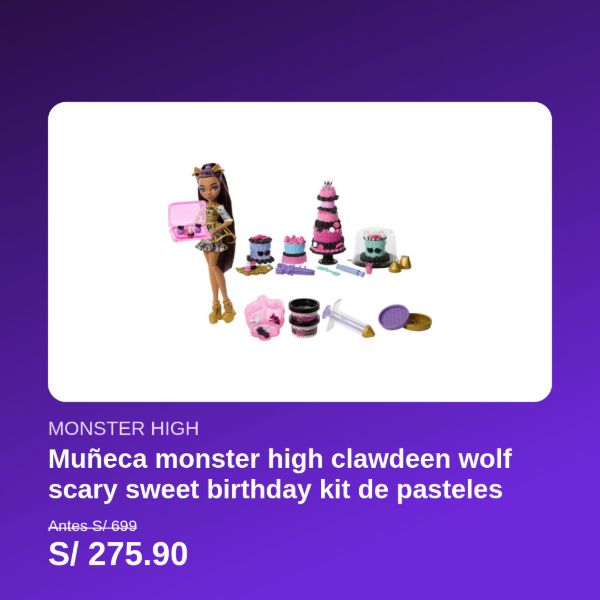 MONSTER HIGH
Muñeca monster high clawdeen wolf
scary sweet birthday kit de pasteles
Antes S/ 699
S/ 275.90